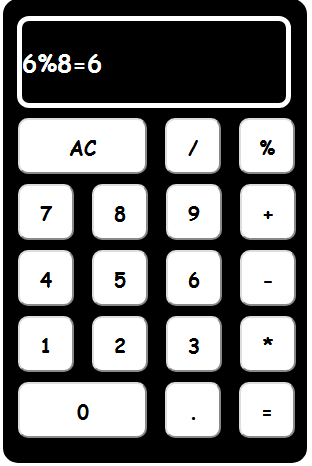 6%8=6
AC / %
7 8 9 +
4 5 6 -
1 2 3 *
0 . =